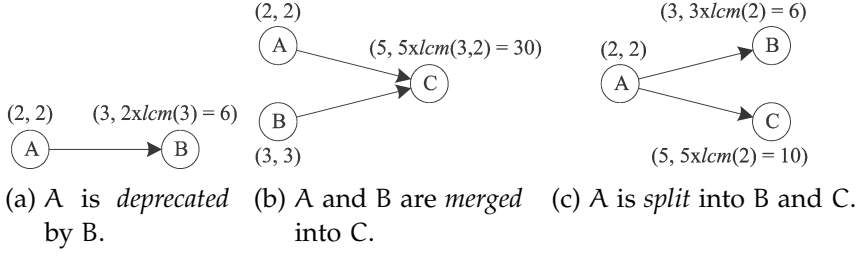 (2, 2)
A
B
(3, 3)
(5, 5xlcm(3,2) = 30)
C
(3, 3xlcm(2) = 6)
(2, 2)
B
A
C
(5, 5xlcm(2) = 10)
(2, 2)
(3, 2xlcm(3) = 6)
A
B
(a) A is deprecated
by B.
(b) A and B are merged
into C.
(c) A is split into B and C.